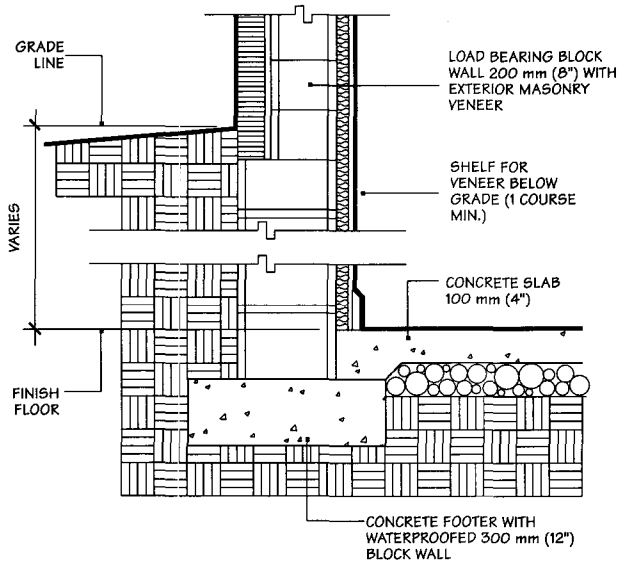 GRADE
LINE
LOAD BEARING BLOCK
WALL 200 mm (8") WITH
EXTERIOR MASONRY
VENEER
SHELF FOR
VENEER BELOW
GRADE (1 COURSE
MIN.)
VARIES
CONCRETE SLAB
100 mm (4")
FINISH
FLOOR
CONCRETE FOOTER WITH
WATERPROOFED 300 mm (12")
BLOCK WALL